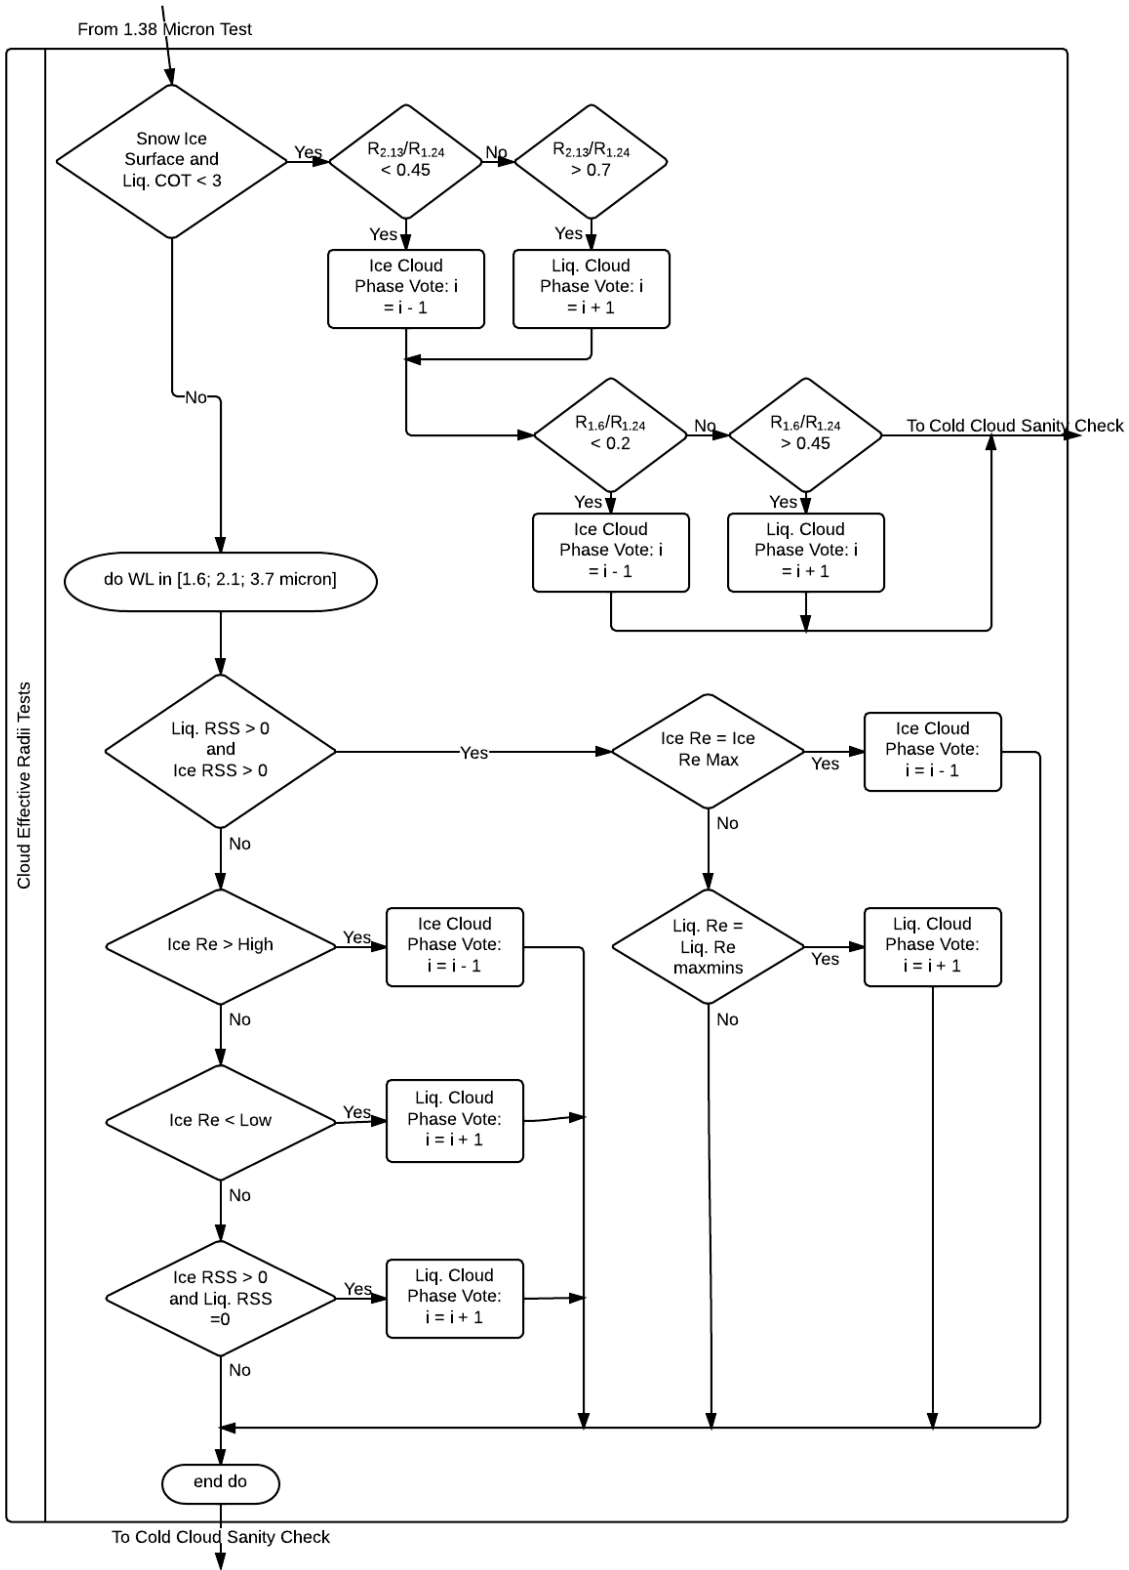 From 1.38 Micron Test
Snow Ice
Surface and
Liq. COT < 3
Yes
R2.13/R1.24
< 0.45
No
R2.13/R1.24
> 0.7
Yes
Yes
Ice Cloud
Phase Vote: i
= i - 1
Liq. Cloud
Phase Vote: i
= i + 1
No
R1.6/R1.24
< 0.2
No
R1.6/R1.24
> 0.45
To Cold Cloud Sanity Check
Yes
Yes
Ice Cloud
Phase Vote: i
= i - 1
Liq. Cloud
Phase Vote: i
= i + 1
do WL in [1.6; 2.1; 3.7 micron]
Cloud Effective Radii Tests
Liq. RSS > 0
and
Ice RSS > 0
Yes
Ice Re = Ice
Re Max
Yes
Ice Cloud
Phase Vote:
i = i - 1
No
No
Ice Re > High
Yes
Ice Cloud
Phase Vote:
i = i - 1
Liq. Re =
Liq. Re
maxmins
Yes
Liq. Cloud
Phase Vote:
i = i + 1
No
No
Ice Re < Low
Yes
Liq. Cloud
Phase Vote:
i = i + 1
No
Ice RSS > 0
and Liq. RSS
=0
Yes
Liq. Cloud
Phase Vote:
i = i + 1
No
end do
To Cold Cloud Sanity Check